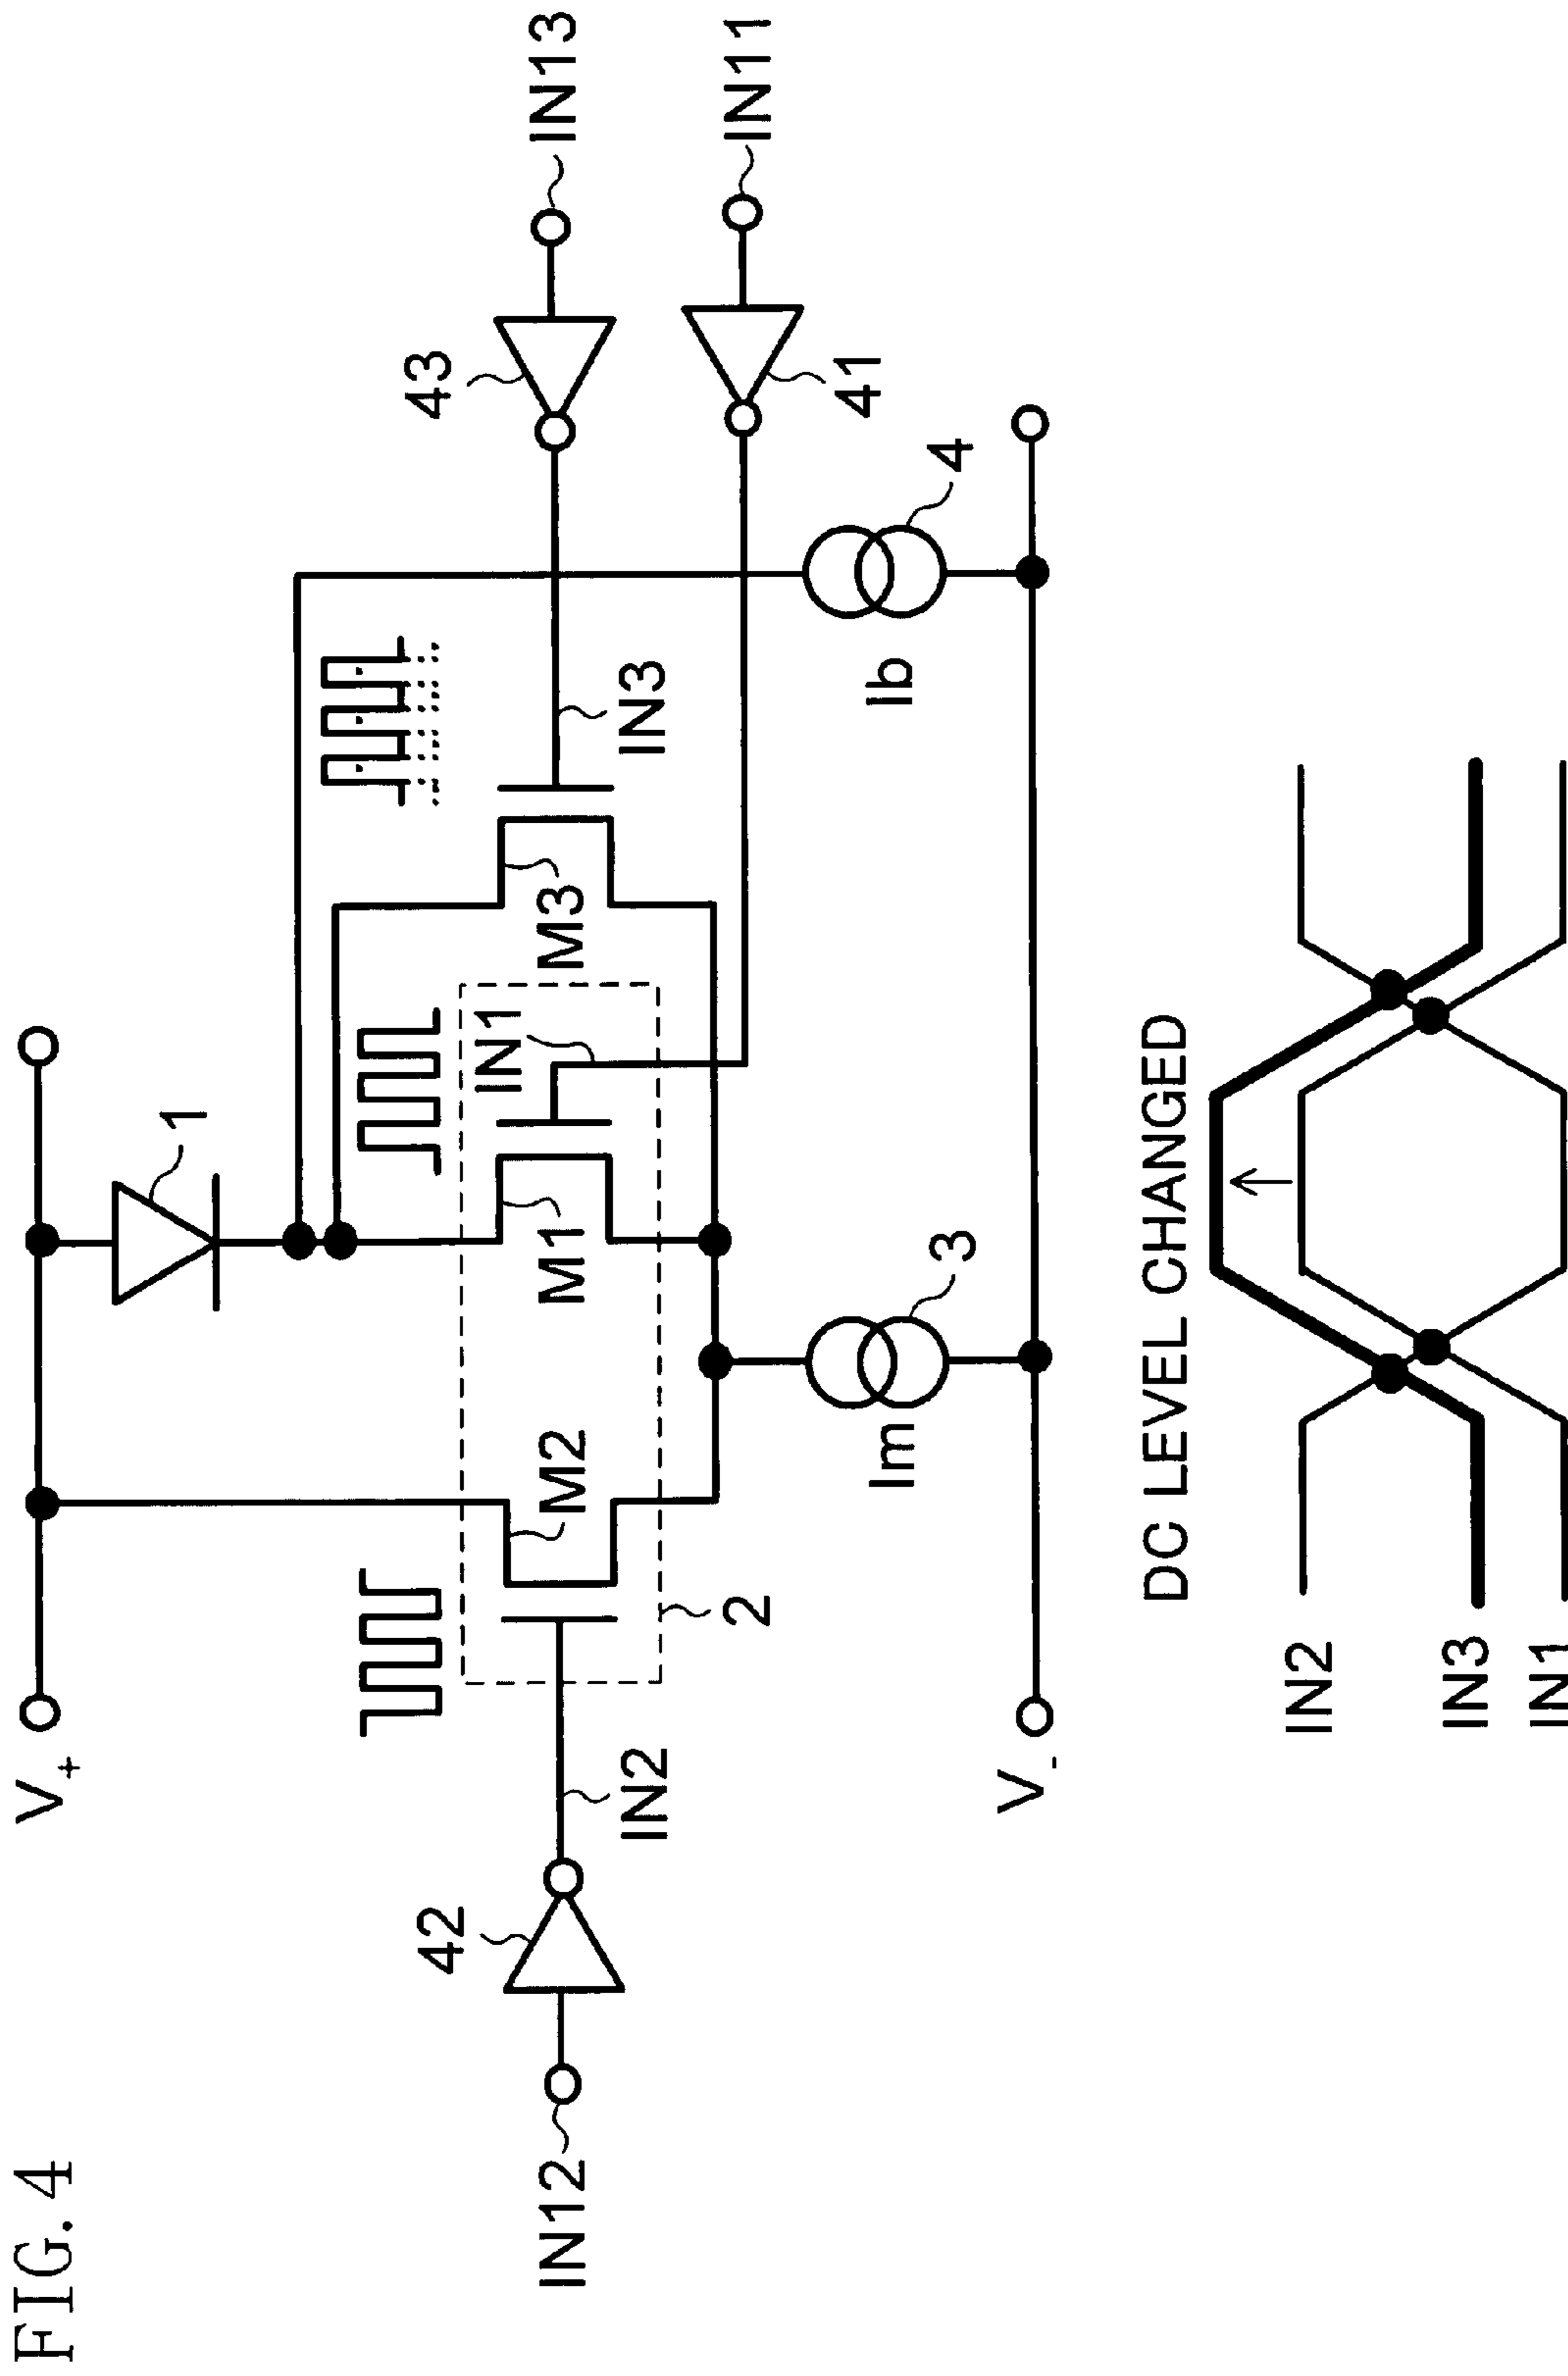 FIG.4
V+
1
IN12
42
IN2
M2
2
M1
IN1
M3
IN3
43
IN13
41
IN11
Im
3
Ib
4
V-
DC LEVEL CHANGED
IN2
IN3
IN1